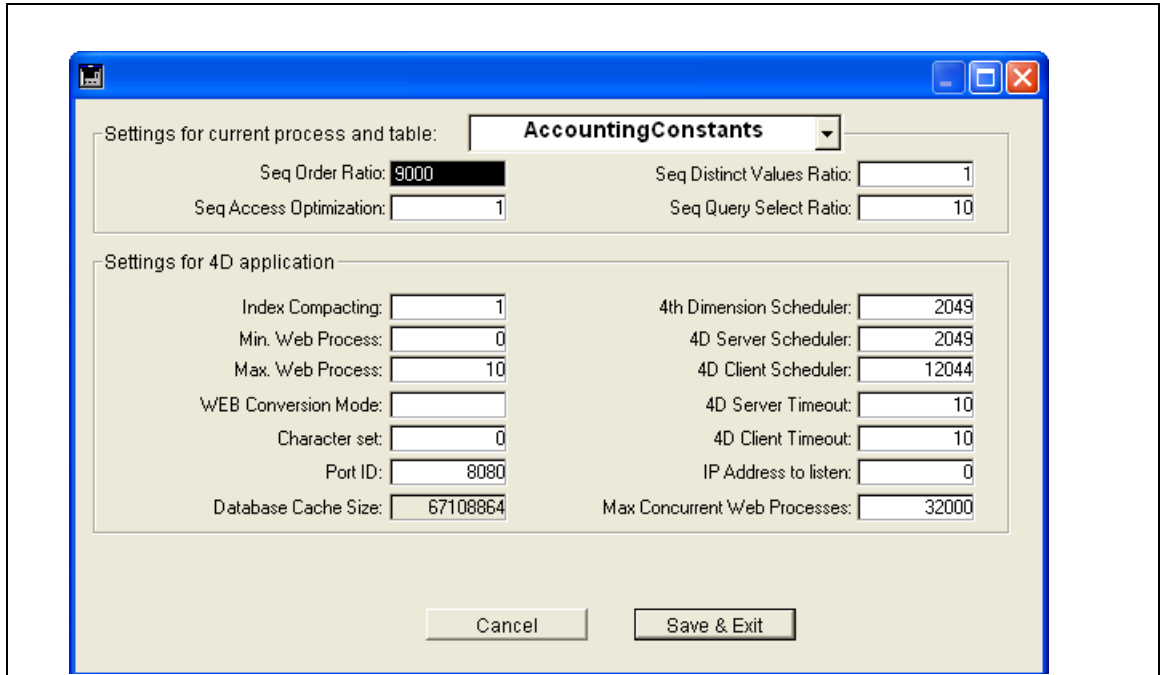 Settings for current process and table: AccountingConstants
Seq Order Ratio: 9000 Seq Distinct Values Ratio: 1
Seq Access Optimization: 1 Seq Query Select Ratio: 10
Settings for 4D application
Index Compacting: 1 4th Dimension Scheduler: 2049
Min. Web Process: 0 4D Server Scheduler: 2049
Max. Web Process: 10 4D Client Scheduler: 12044
WEB Conversion Mode: 4D Server Timeout: 10
Character set: 0 4D Client Timeout: 10
Port ID: 8080 IP Address to listen: 0
Database Cache Size: 67108864 Max Concurrent Web Processes: 32000
Cancel Save & Exit